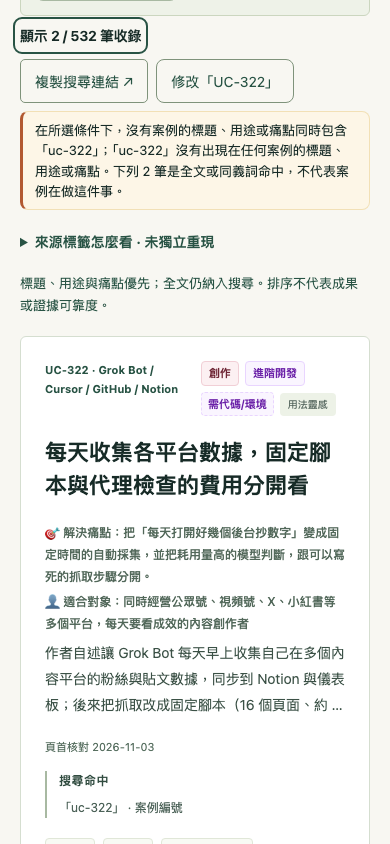 顯示 2 / 532 筆收錄
複製搜尋連結 ↗ 修改「UC-322」
在所選條件下，沒有案例的標題、用途或痛點同時包含
「uc-322」；「uc-322」沒有出現在任何案例的標題、
用途或痛點。下列 2 筆是全文或同義詞命中，不代表案
例在做這件事。
▶ 來源標籤怎麼看 · 未獨立重現
標題、用途與痛點優先；全文仍納入搜尋。排序不代表成果
或證據可靠度。
UC-322 · Grok Bot /
Cursor / GitHub / Notion
創作 進階開發
需代码/環境 用法靈感
每天收集各平台數據，固定腳
本與代理檢查的費用分開看
🎯 解決痛點：把「每天打開好幾個後台抄數字」變成固
定時間的自動採集，並把耗用量高的模型判斷，跟可以寫
死的抓取步驟分開。
👤 適合對象：同時經營公眾號、視頻號、X、小紅書等
多個平台，每天要看成效的內容創作者
作者自述讓 Grok Bot 每天早上收集自己在多個內
容平台的粉絲與貼文數據，同步到 Notion 與儀表
板；後來把抓取改成固定腳本（16 個頁面、約 ...
頁首核對 2026-11-03
搜尋命中
「uc-322」 · 案例編號